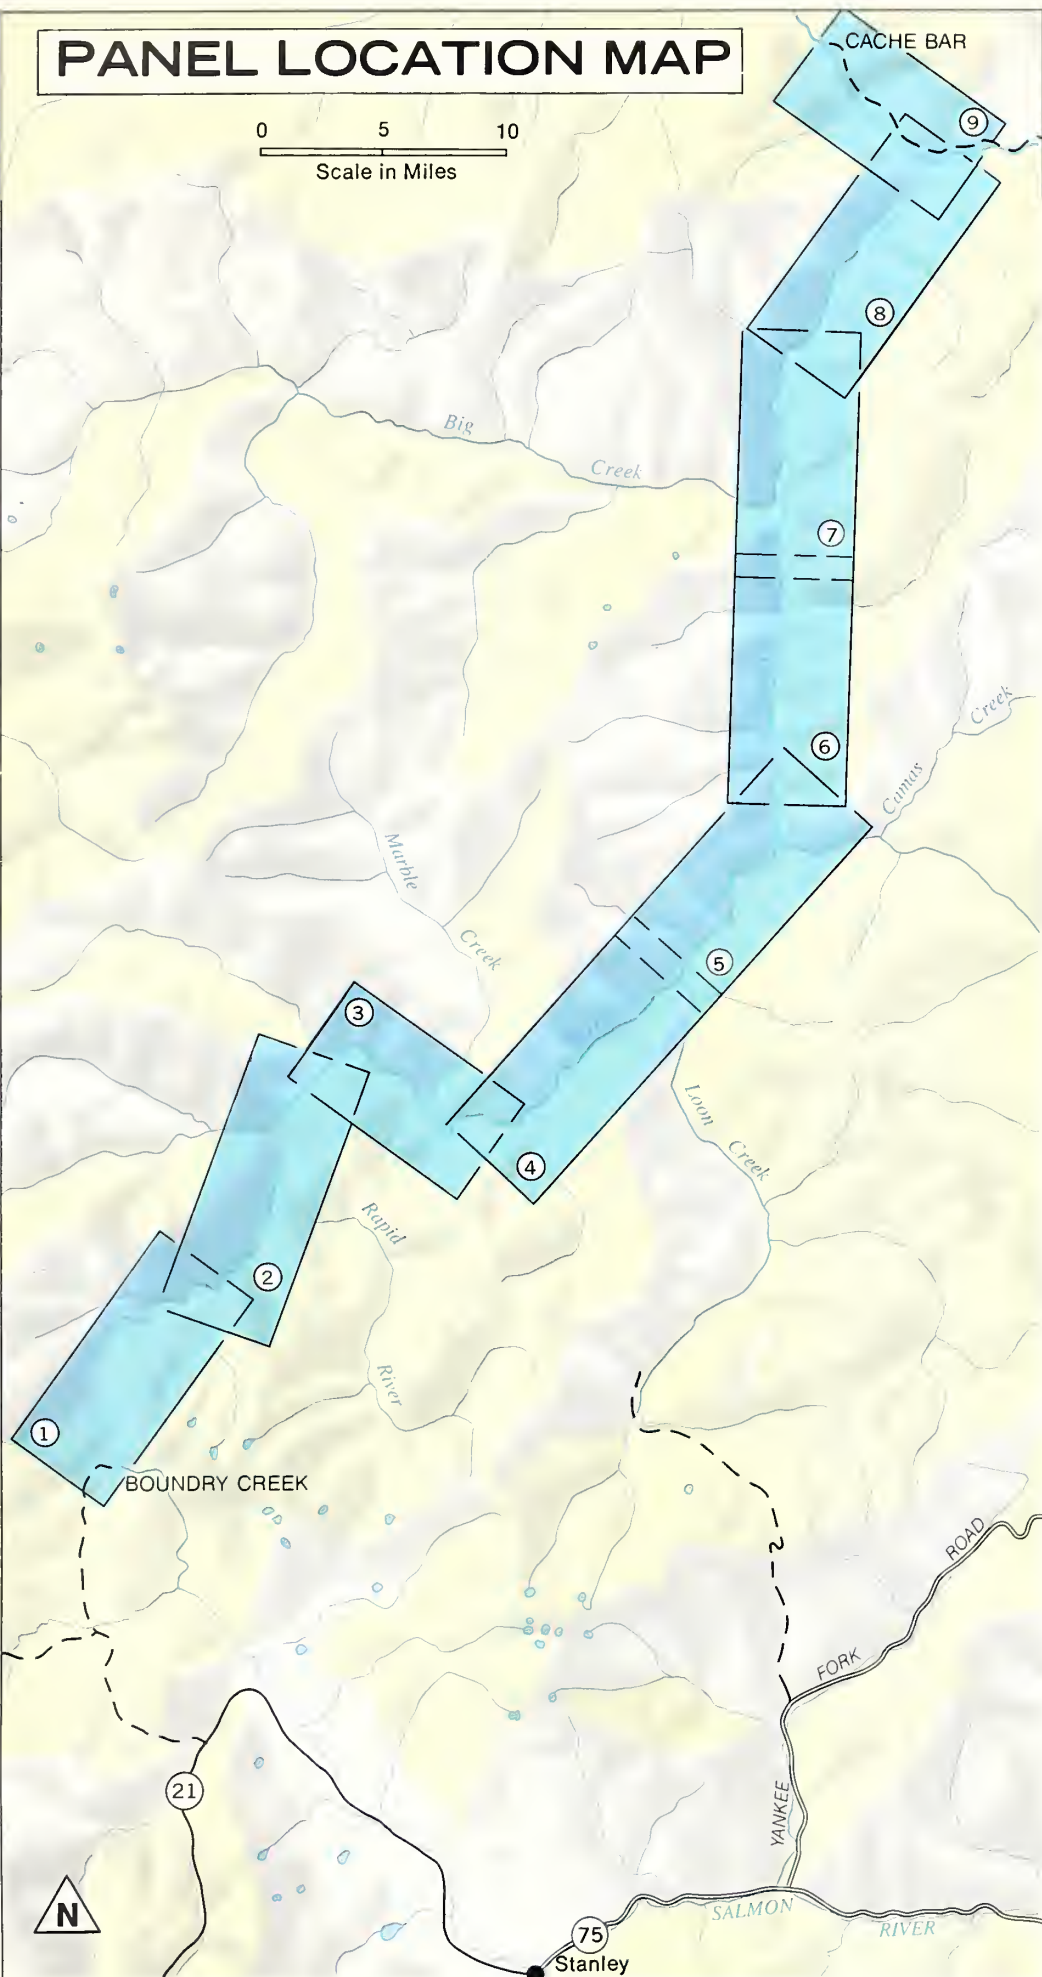 PANEL LOCATION MAP
CACHE BAR
0 5 10
Scale in Miles
9
8
Big
Creek
7
6
Creek
Camas
Marble
Creek
5
3
Loon
Creek
4
Rapid
2
River
1
BOUNDRY CREEK
ROAD
FORK
21
YANKEE
N
SALMON
RIVER
75
Stanley